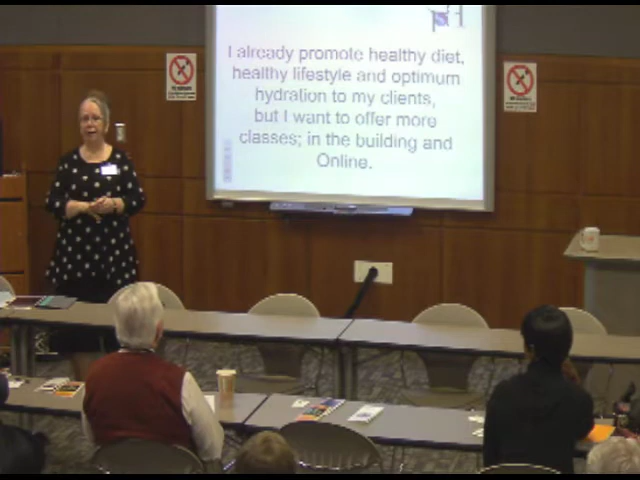 I already promote healthy diet,
healthy lifestyle and optimum
hydration to my clients,
but I want to offer more
classes; in the building and
Online.